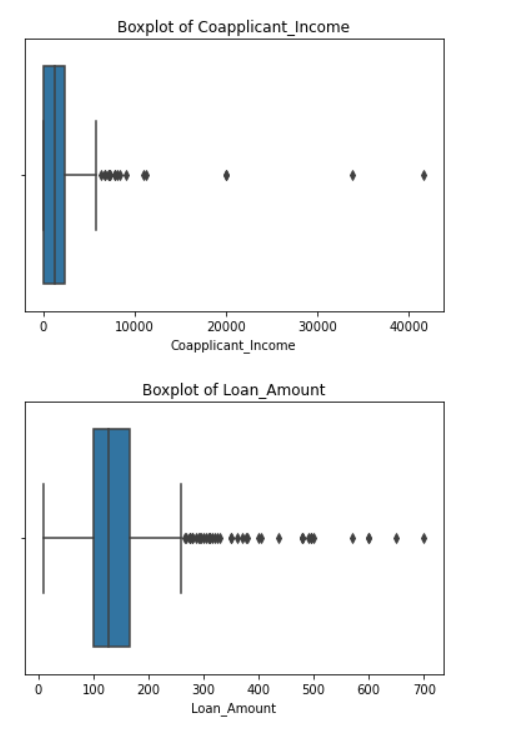 Boxplot of Coapplicant_Income
0 10000 20000 30000 40000
Coapplicant_Income
Boxplot of Loan_Amount
0 100 200 300 400 500 600 700
Loan_Amount